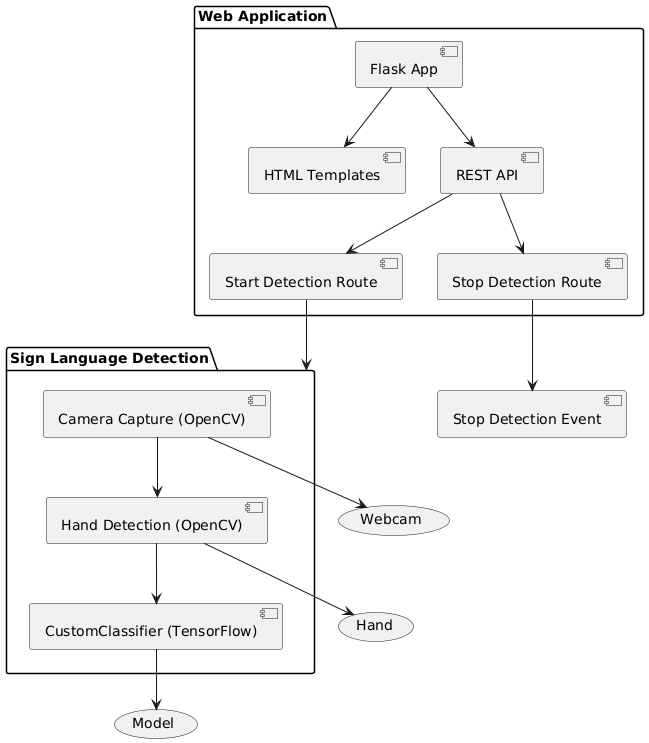 Web Application
Flask App
HTML Templates
REST API
Start Detection Route
Stop Detection Route
Sign Language Detection
Camera Capture (OpenCV)
Stop Detection Event
Hand Detection (OpenCV)
Webcam
CustomClassifier (TensorFlow)
Hand
Model